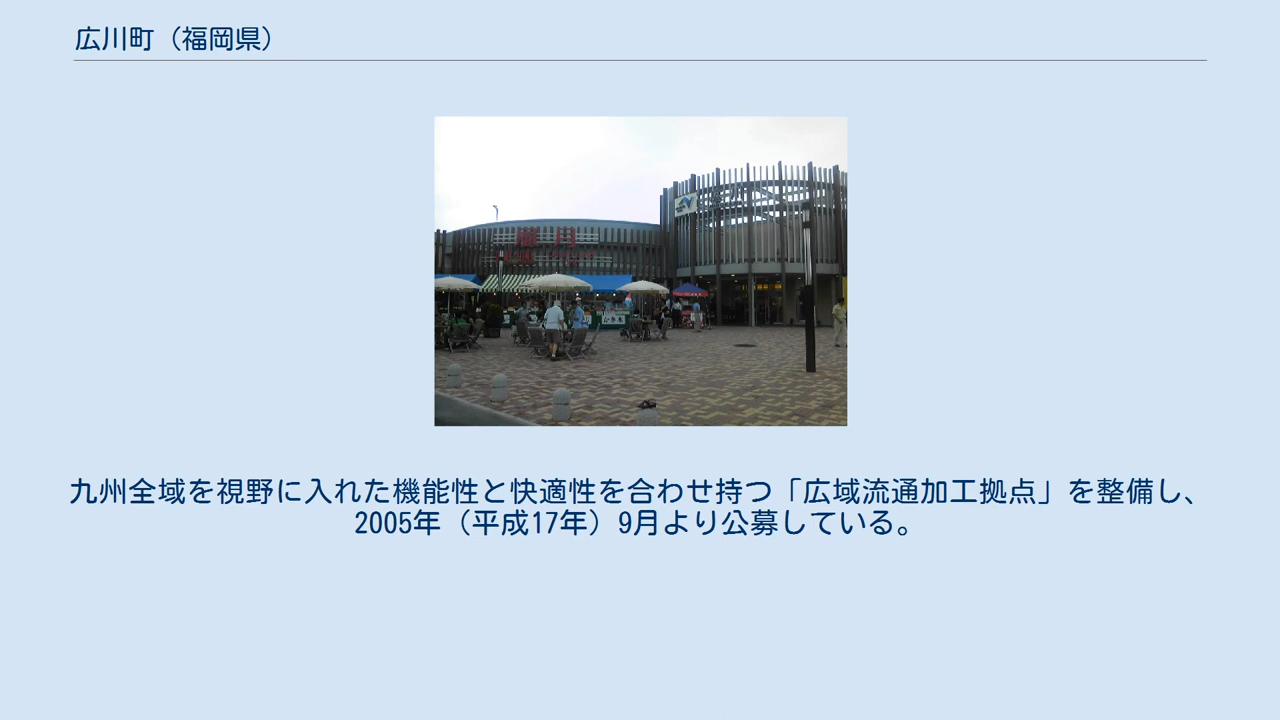 広川町（福岡県）
九州全域を視野に入れた機能性と快適性を合わせ持つ「広域流通加工拠点」を整備し、
2005年（平成17年）9月より公募している。